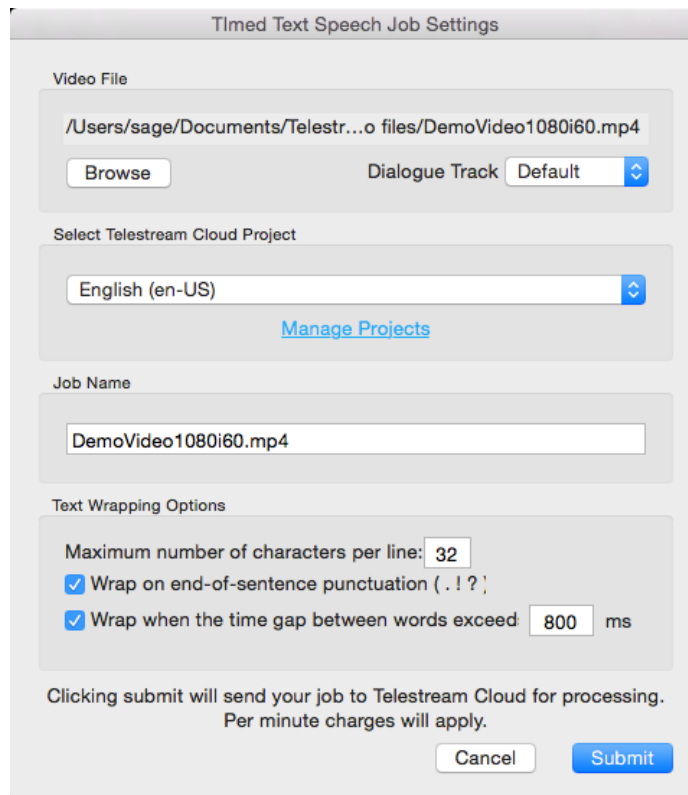 TImed Text Speech Job Settings
Video File
/Users/sage/Documents/Telestr...o files/DemoVideo1080i60.mp4
Browse
Dialogue Track Default
Select Telestream Cloud Project
English (en-US)
Manage Projects
Job Name
DemoVideo1080i60.mp4
Text Wrapping Options
Maximum number of characters per line: 32
Wrap on end-of-sentence punctuation ( . ! ? )
Wrap when the time gap between words exceed: 800 ms
Clicking submit will send your job to Telestream Cloud for processing.
Per minute charges will apply.
Cancel Submit